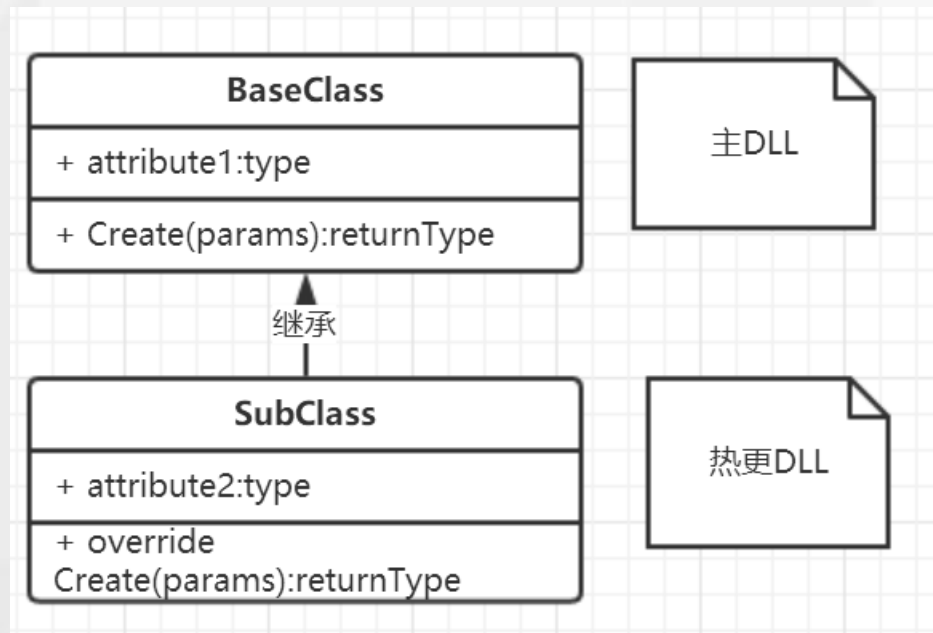 BaseClass
+ attribute1:type
+ Create(params):returnType
主DLL
继承
SubClass
+ attribute2:type
+ override
Create(params):returnType
热更DLL